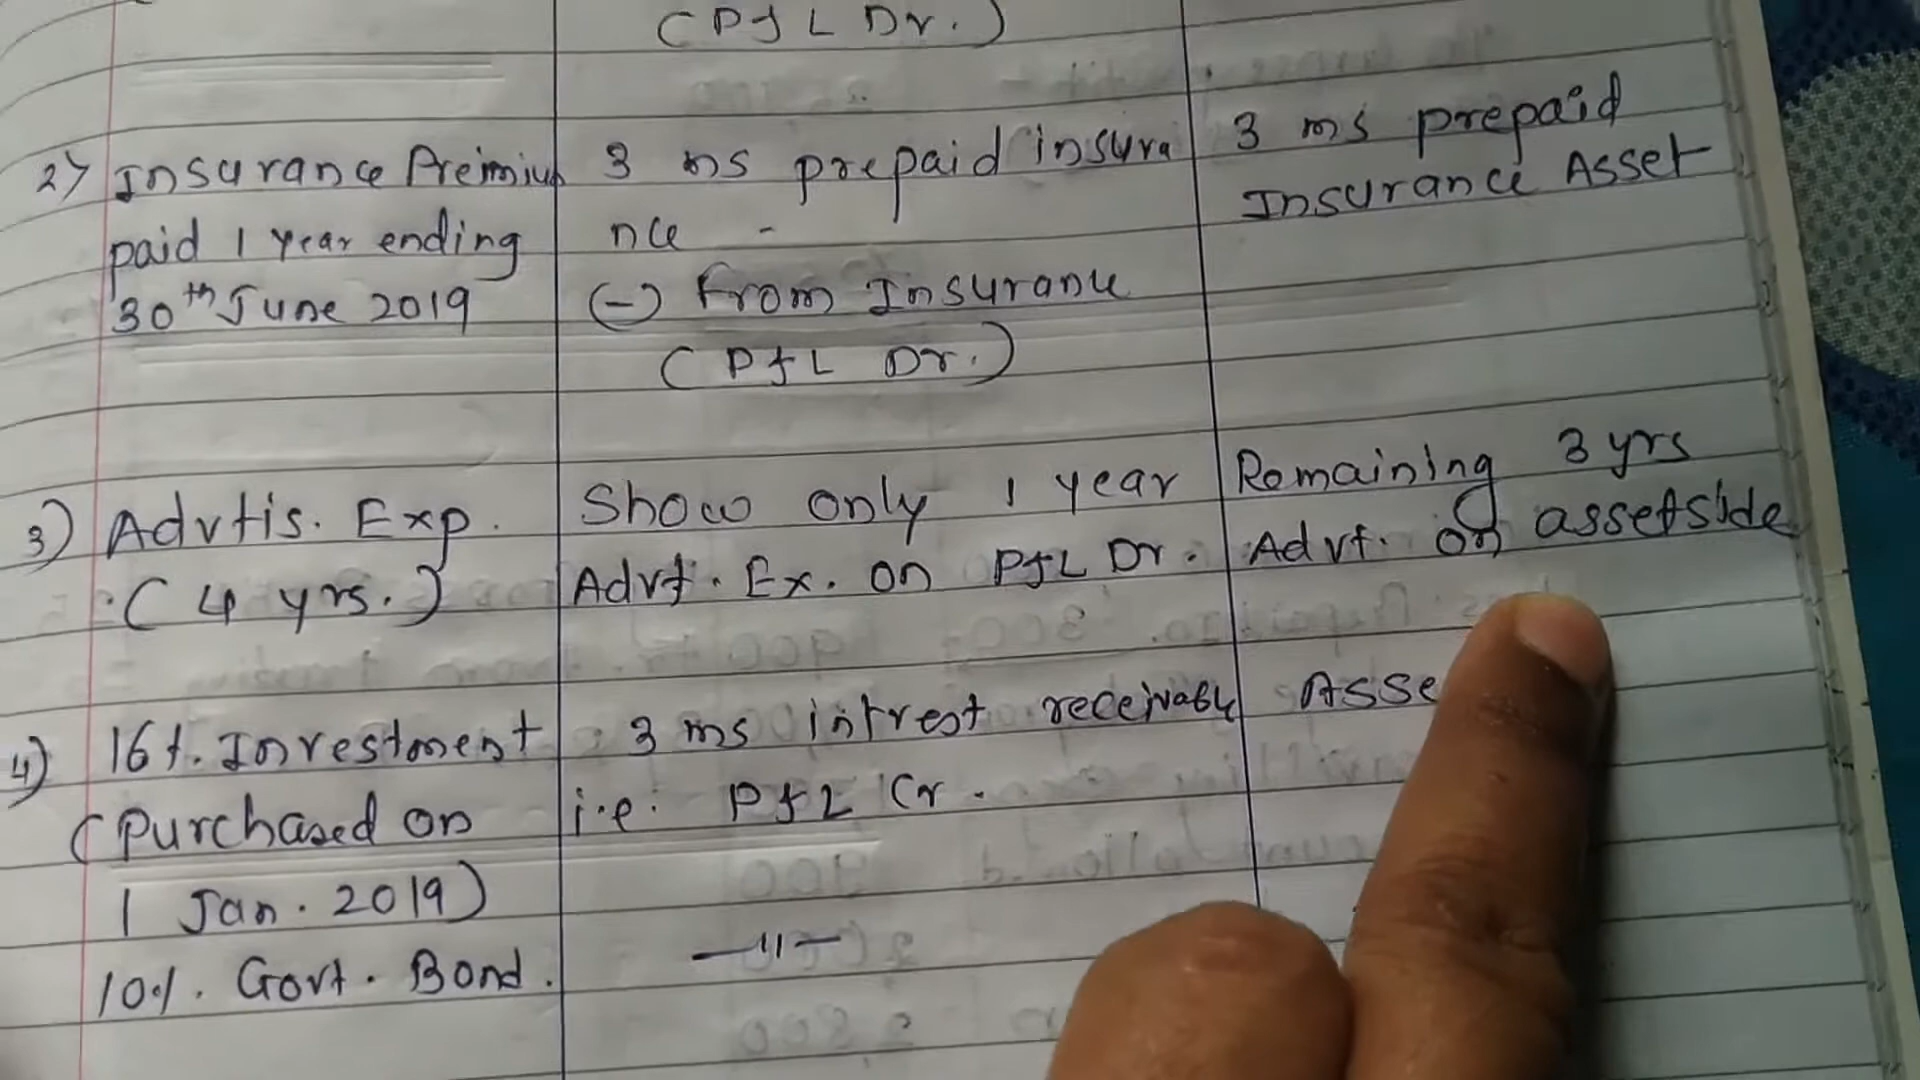 (P&L Dr.)
2) Insurance Preimium
paid 1 year ending
30th June 2019
3 ms prepaid insura
nce -
(-) From Insurance
(P&L Dr.)
3 ms prepaid
Insurance Asset
3) Advtis. Exp.
(4 yrs.)
Show only 1 year
Advt. Ex. on P&L Dr.
Remaining 3 yrs
Advt. on assetside
4) 16%. Investment
(Purchased on
1 Jan. 2019)
10%. Govt. Bond.
3 ms intrest receivable
i.e. P&L Cr.
—"—
Asse